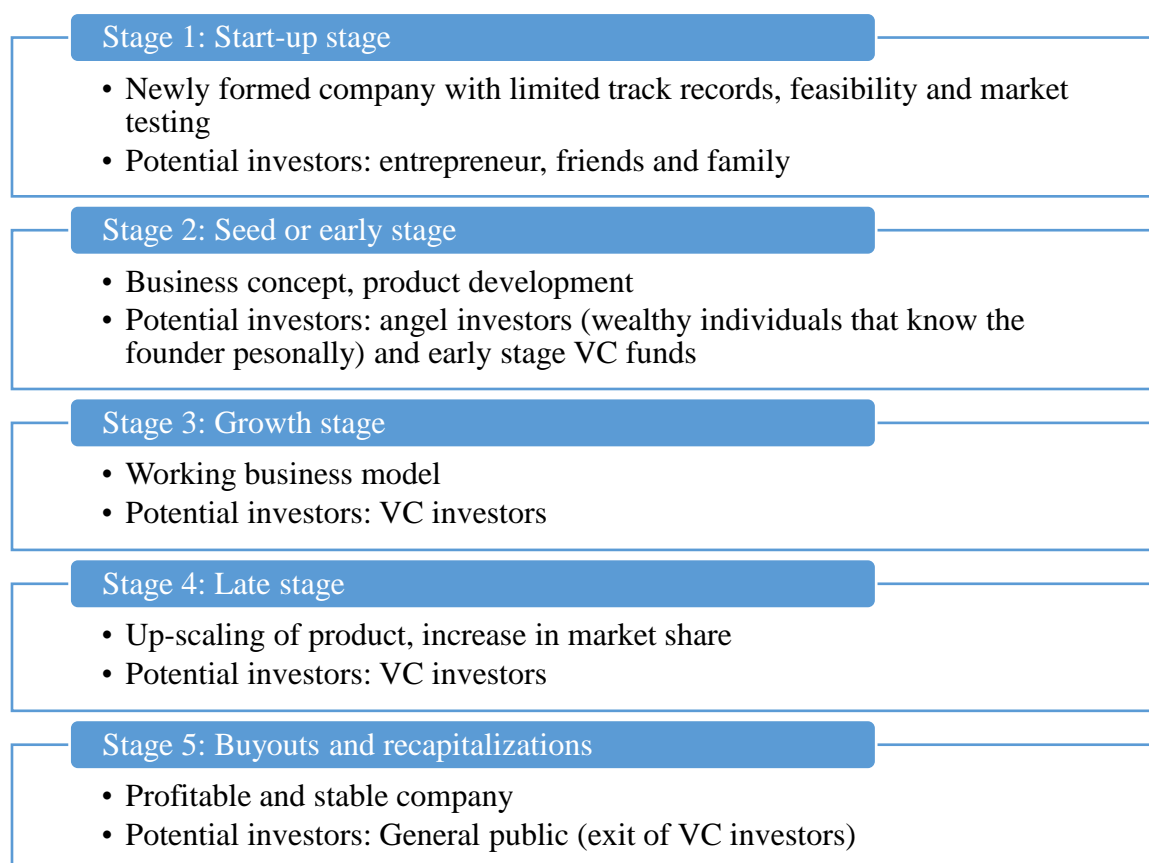 Stage 1: Start-up stage
• Newly formed company with limited track records, feasibility and market
testing
• Potential investors: entrepreneur, friends and family
Stage 2: Seed or early stage
• Business concept, product development
• Potential investors: angel investors (wealthy individuals that know the
founder pesonally) and early stage VC funds
Stage 3: Growth stage
• Working business model
• Potential investors: VC investors
Stage 4: Late stage
• Up-scaling of product, increase in market share
• Potential investors: VC investors
Stage 5: Buyouts and recapitalizations
• Profitable and stable company
• Potential investors: General public (exit of VC investors)